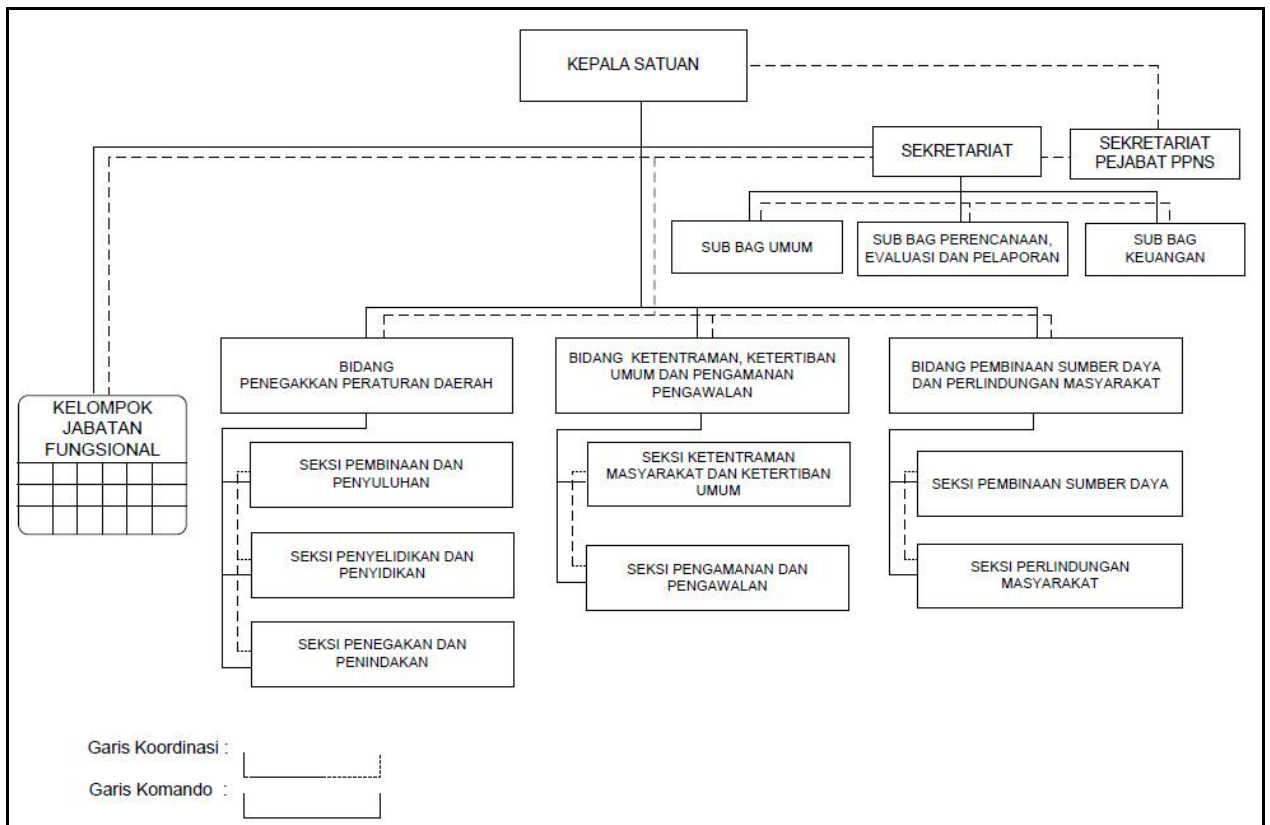 KEPALA SATUAN
SEKRETARIAT
SEKRETARIAT
PEJABAT PPNS
SUB BAG UMUM
SUB BAG PERENCANAAN,
EVALUASI DAN PELAPORAN
SUB BAG
KEUANGAN
BIDANG
PENEGAKKAN PERATURAN DAERAH
BIDANG KETENTRAMAN, KETERTIBAN
UMUM DAN PENGAMANAN
PENGAWALAN
BIDANG PEMBINAAN SUMBER DAYA
DAN PERLINDUNGAN MASYARAKAT
KELOMPOK
JABATAN
FUNGSIONAL
SEKSI PEMBINAAN DAN
PENYULUHAN
SEKSI KETENTRAMAN
MASYARAKAT DAN KETERTIBAN
UMUM
SEKSI PEMBINAAN SUMBER DAYA
SEKSI PENYELIDIKAN DAN
PENYIDIKAN
SEKSI PENGAMANAN DAN
PENGAWALAN
SEKSI PERLINDUNGAN
MASYARAKAT
SEKSI PENEGAKAN DAN
PENINDAKAN
Garis Koordinasi :
Garis Komando :